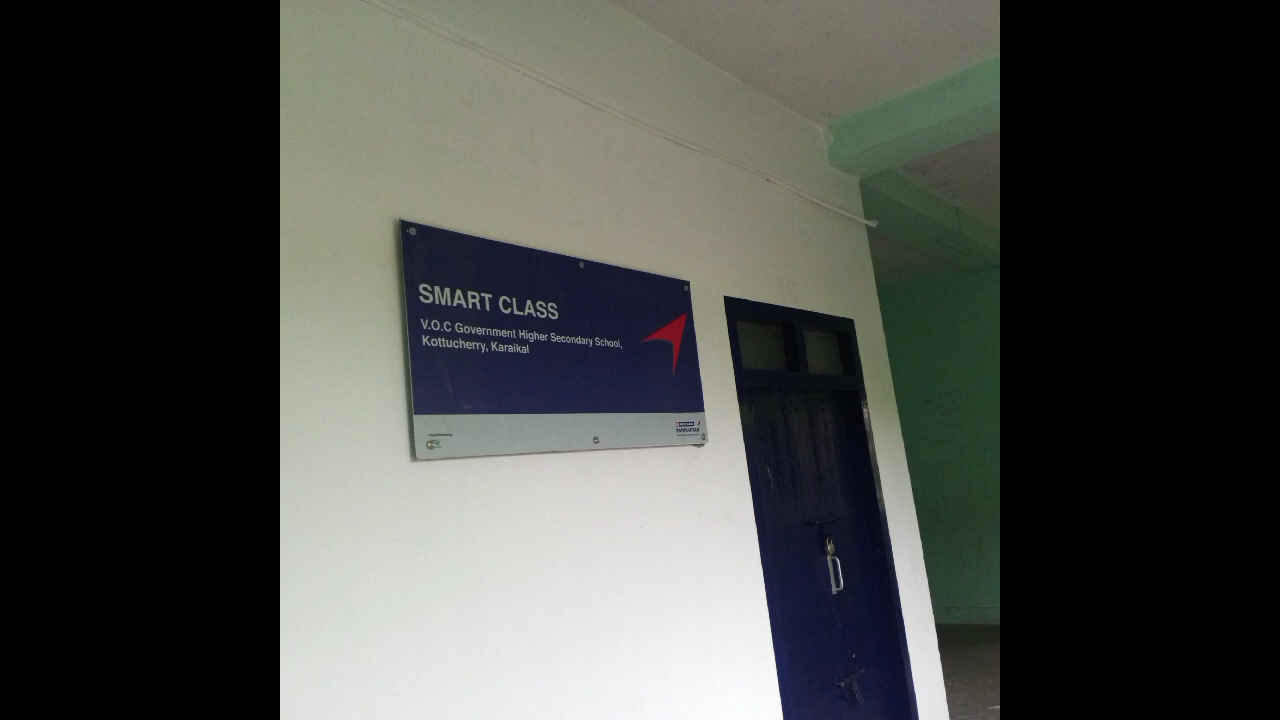 SMART CLASS
V.O.C Government Higher Secondary School,
Kottucherry, Karaikal